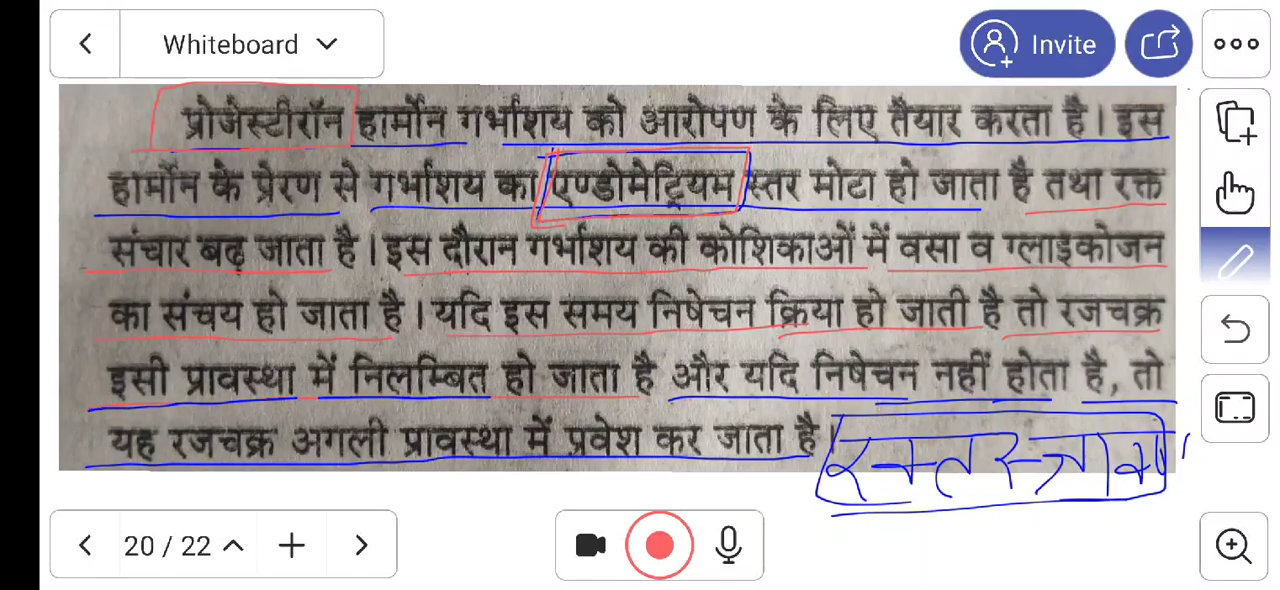 Whiteboard
Invite
प्रोजेस्टीरॉन हार्मोन गर्भाशय को आरोपण के लिए तैयार करता है। इस
हार्मोन के प्रेरण से गर्भाशय का एण्डोमेट्रियम स्तर मोटा हो जाता है तथा रक्त
संचार बढ़ जाता है। इस दौरान गर्भाशय की कोशिकाओं में वसा व ग्लाइकोजन
का संचय हो जाता है। यदि इस समय निषेचन क्रिया हो जाती है तो रजचक्र
इसी प्रावस्था में निलम्बित हो जाता है और यदि निषेचन नहीं होता है, तो
यह रजचक्र अगली प्रावस्था में प्रवेश कर जाता है।
रक्तस्त्राव
20 / 22